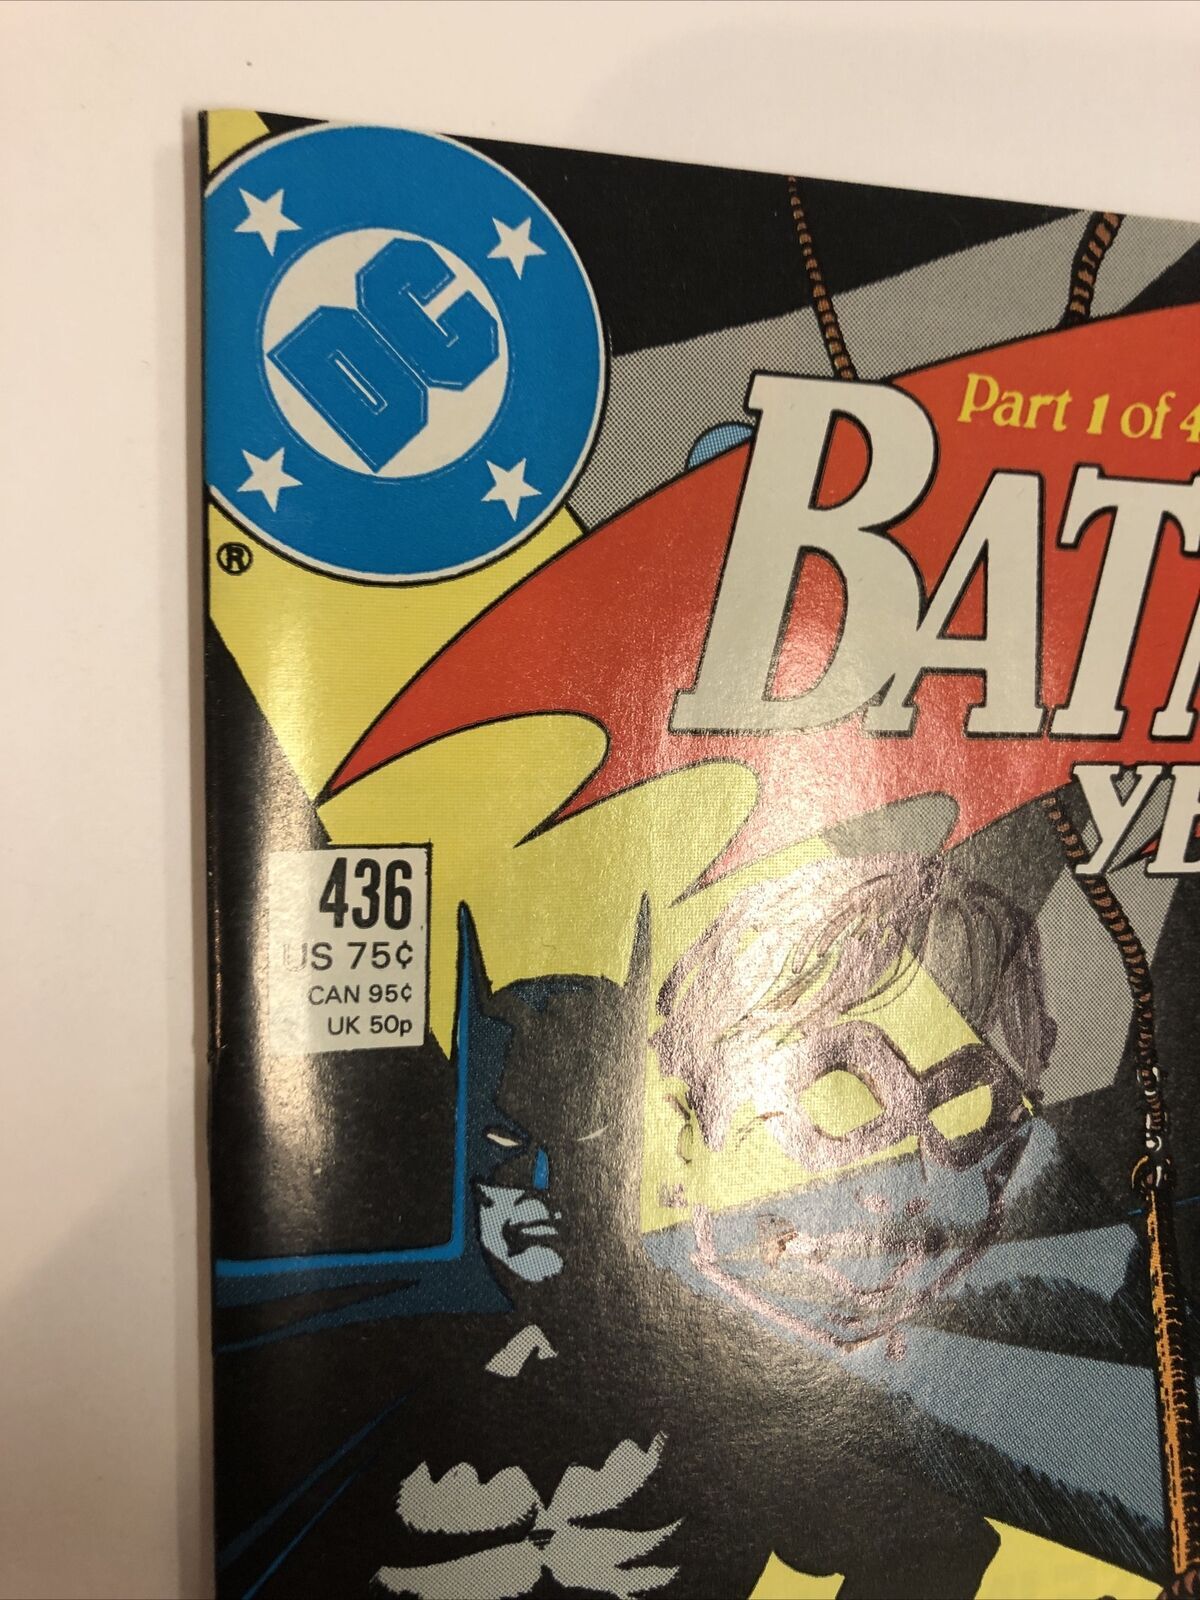 DC
®
Part 1 of 4
BAT
YE
436
US 75¢
CAN 95¢
UK 50p